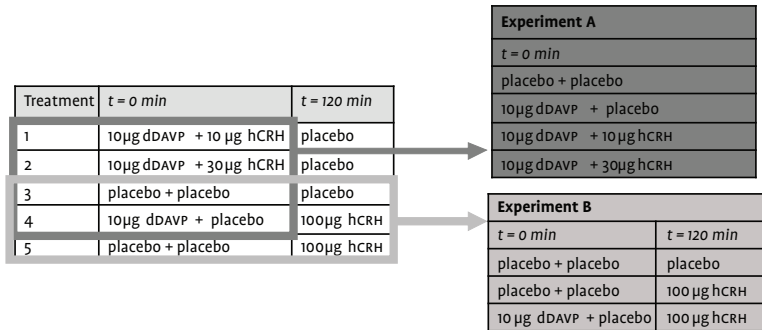 Treatment t = 0 min t = 120 min
1 10µg dDAVP + 10 µg hCRH placebo
2 10µg dDAVP + 30µg hCRH placebo
3 placebo + placebo placebo
4 10µg dDAVP + placebo 100µg hCRH
5 placebo + placebo 100µg hCRH
Experiment A
t = 0 min
placebo + placebo
10µg dDAVP + placebo
10µg dDAVP + 10µg hCRH
10µg dDAVP + 30µg hCRH
Experiment B
t = 0 min t = 120 min
placebo + placebo placebo
placebo + placebo 100 µg hCRH
10 µg dDAVP + placebo 100 µg hCRH